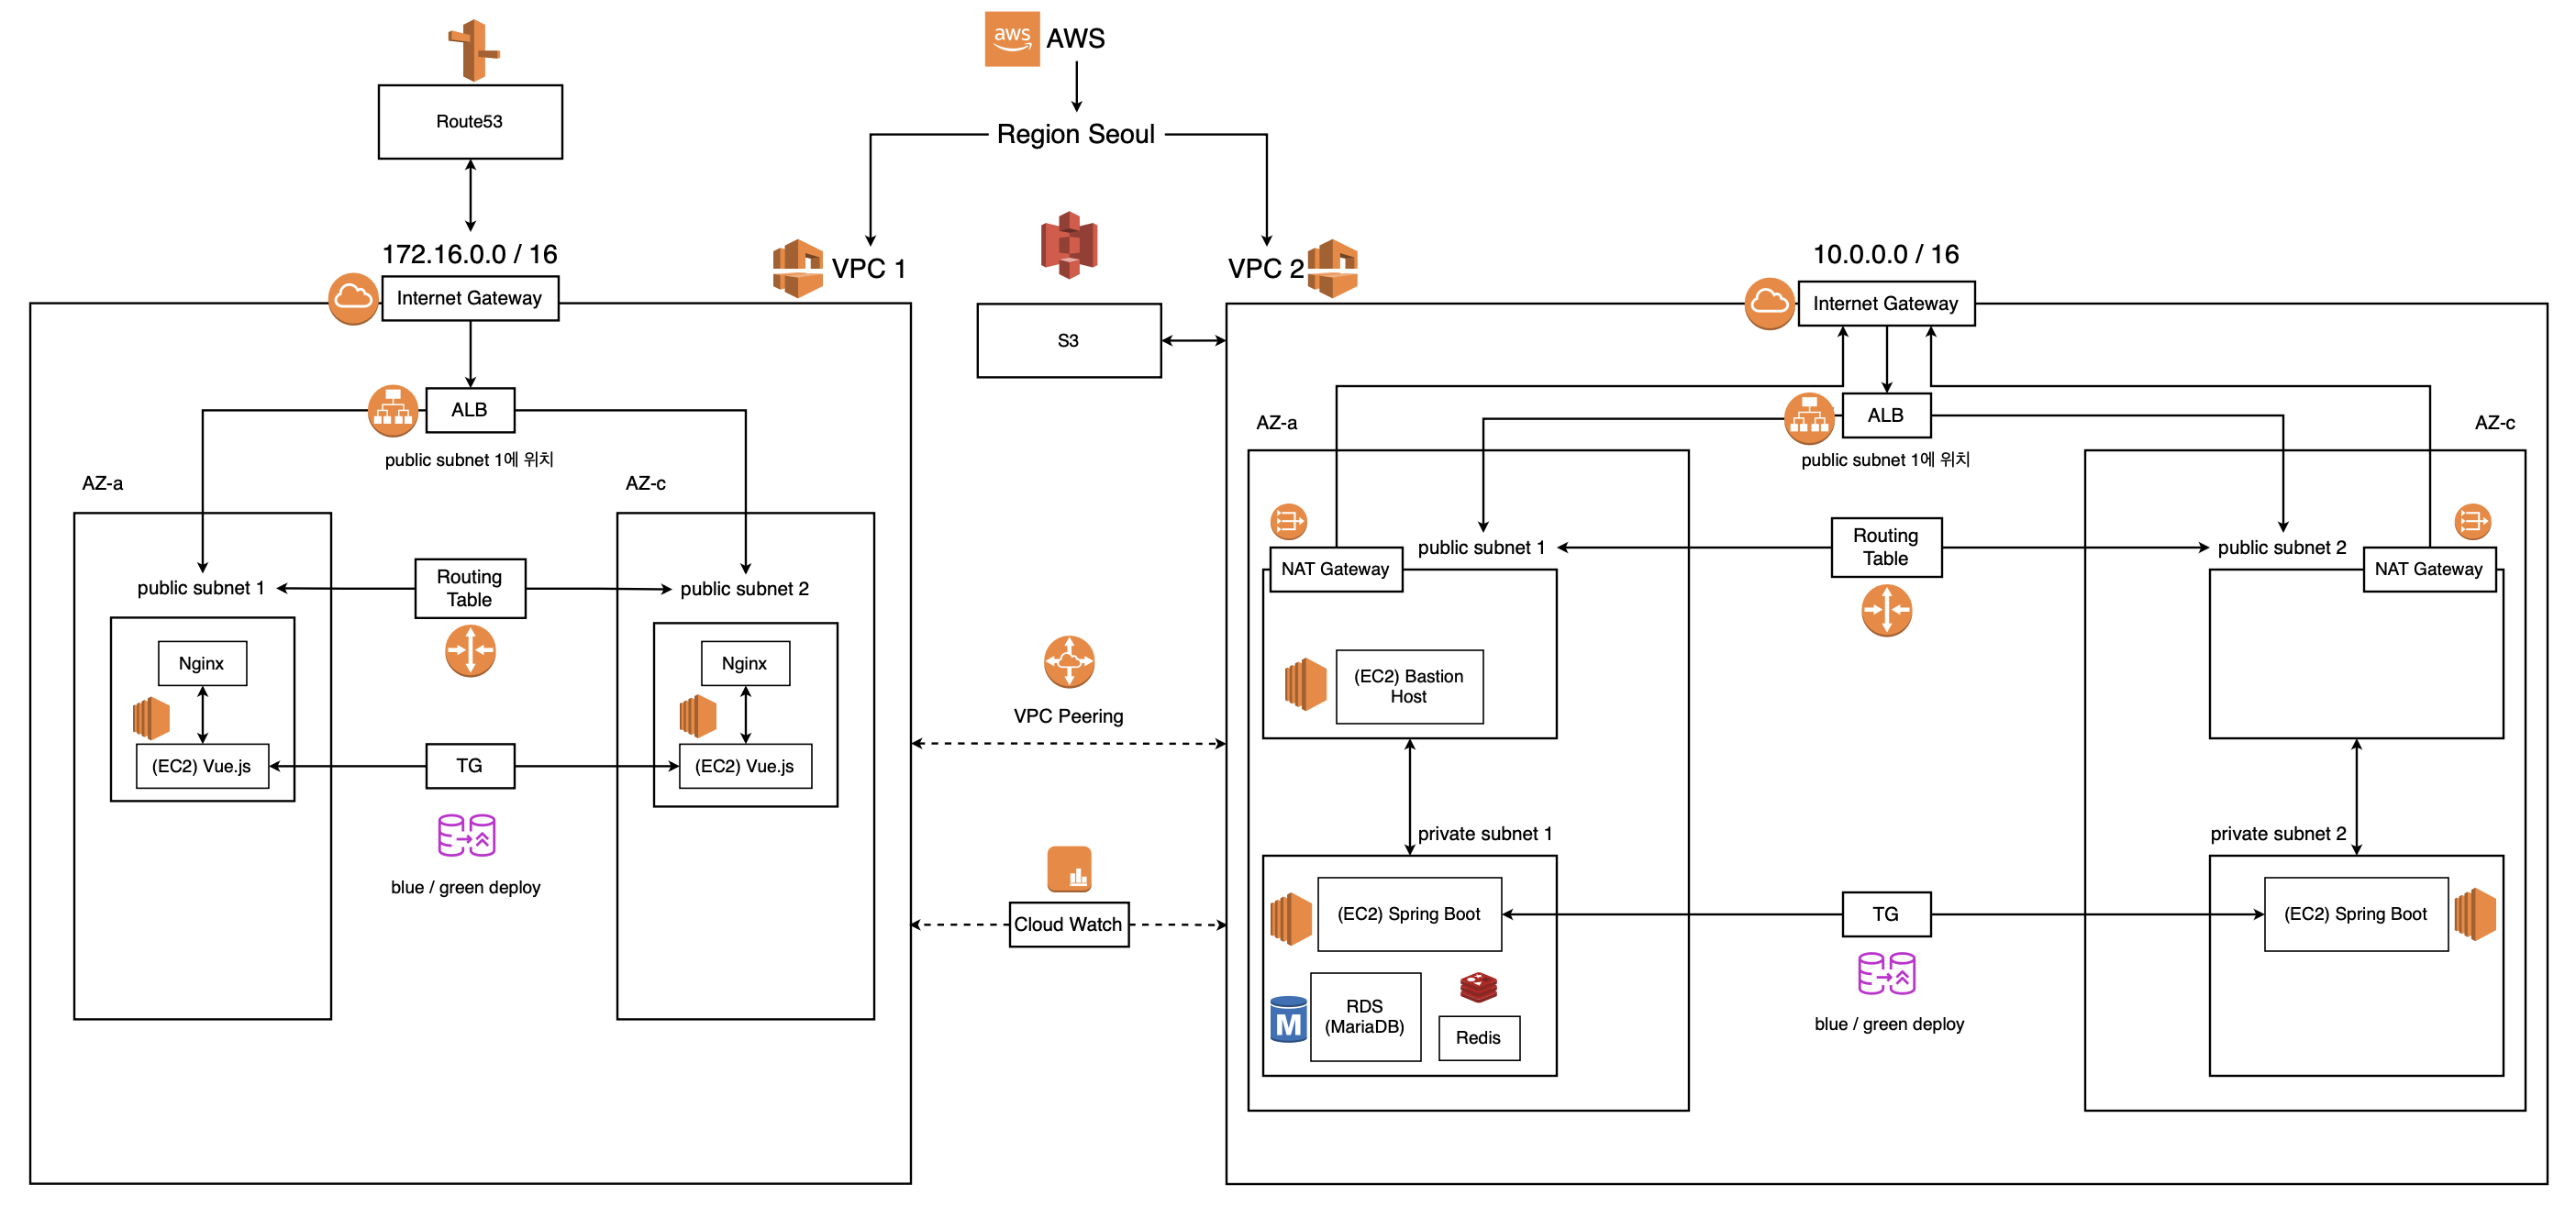 aws
AWS
Route53
Region Seoul
172.16.0.0 / 16
VPC 1
VPC 2
10.0.0.0 / 16
Internet Gateway
Internet Gateway
S3
ALB
ALB
AZ-a
AZ-c
public subnet 1에 위치
public subnet 1에 위치
AZ-a
AZ-c
Routing
Table
public subnet 1
public subnet 2
NAT Gateway
NAT Gateway
Routing
Table
public subnet 1
public subnet 2
Nginx
Nginx
(EC2) Bastion
Host
VPC Peering
(EC2) Vue.js
TG
(EC2) Vue.js
private subnet 1
private subnet 2
blue / green deploy
Cloud Watch
(EC2) Spring Boot
TG
(EC2) Spring Boot
M
RDS
(MariaDB)
Redis
blue / green deploy